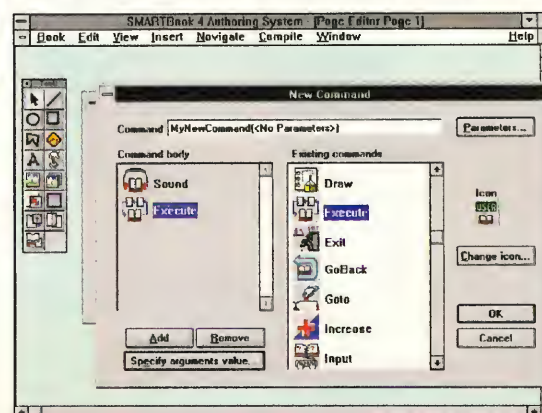 SMARTBook 4 Authoring System - [Page Editor Page 1]
Book Edit View Insert Navigate Compile Window Help
New Command
Command MyNewCommand(<No Parameters>)
Parameters...
Command body
Existing commands
Sound
Execute
Draw
Execute
Exit
GoBack
Goto
Increase
Input
Icon
USER
Change icon...
OK
Cancel
Add Remove
Specify arguments value...